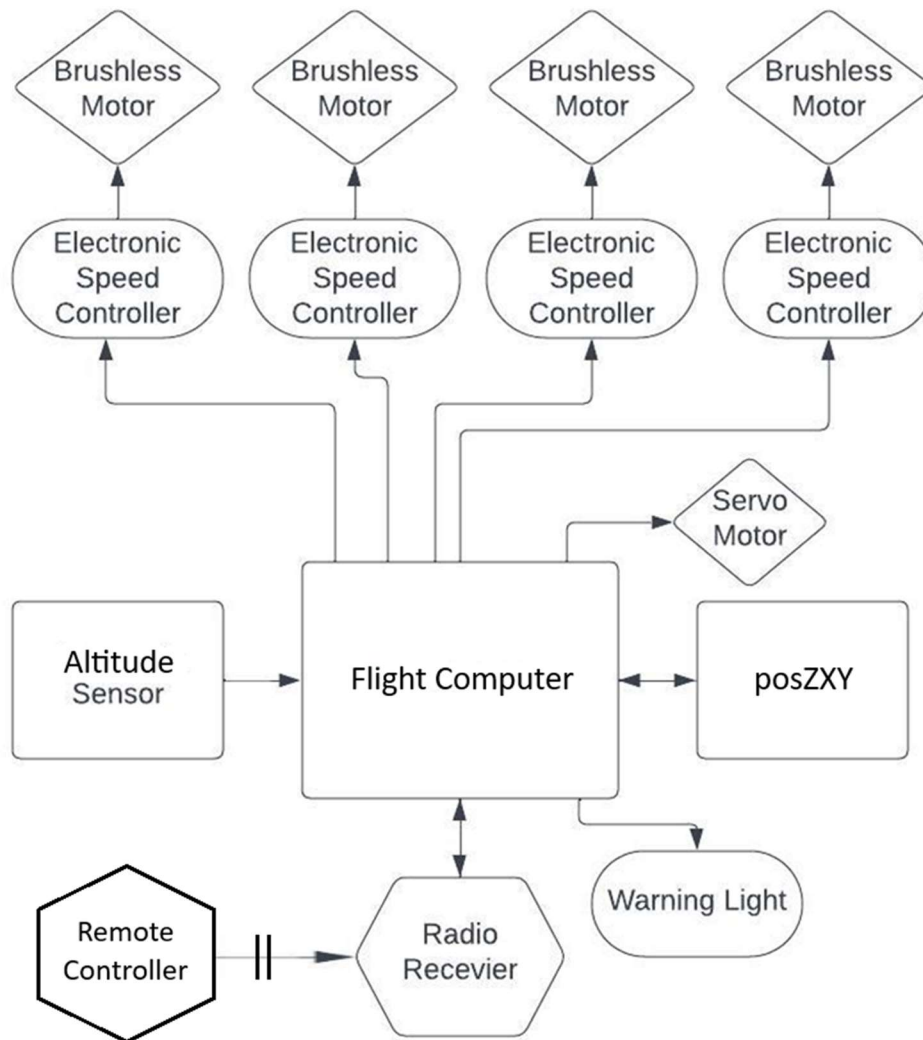 Brushless
Motor
Brushless
Motor
Brushless
Motor
Brushless
Motor
Electronic
Speed
Controller
Electronic
Speed
Controller
Electronic
Speed
Controller
Electronic
Speed
Controller
Servo
Motor
Altitude
Sensor
Flight Computer
posZXY
Warning Light
Remote
Controller
Radio
Recevier